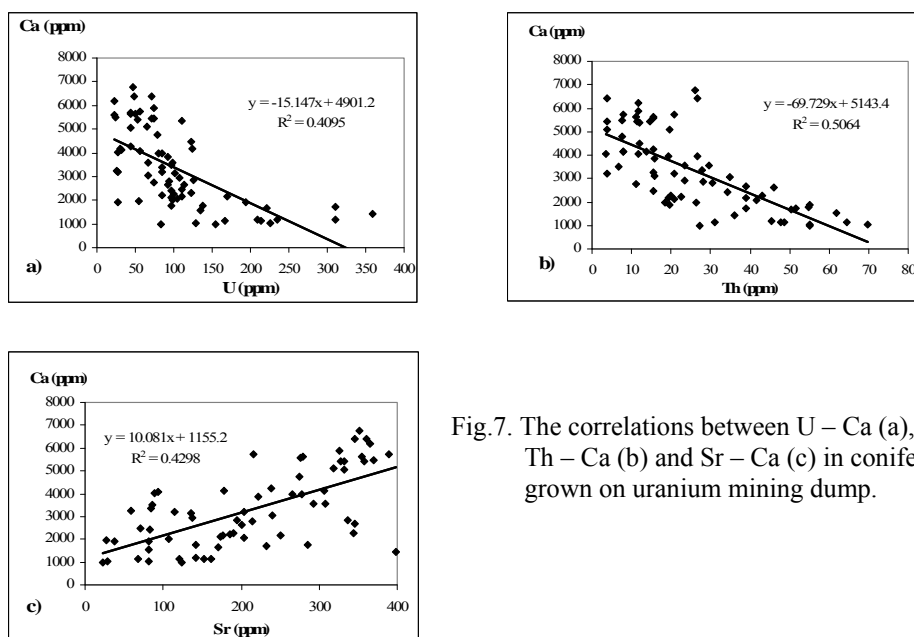 Ca (ppm)
8000
7000
6000
5000
4000
3000
2000
1000
0
y = -15.147x + 4901.2
R² = 0.4095
0 50 100 150 200 250 300 350 400
a)
U (ppm)
Ca (ppm)
8000
7000
6000
5000
4000
3000
2000
1000
0
y = -69.729x + 5143.4
R² = 0.5064
0 10 20 30 40 50 60 70 80
b)
Th (ppm)
Ca (ppm)
8000
7000
6000
5000
4000
3000
2000
1000
0
y = 10.081x + 1155.2
R² = 0.4298
0 100 200 300 400
c)
Sr (ppm)
Fig.7. The correlations between U – Ca (a),
Th – Ca (b) and Sr – Ca (c) in conife
grown on uranium mining dump.